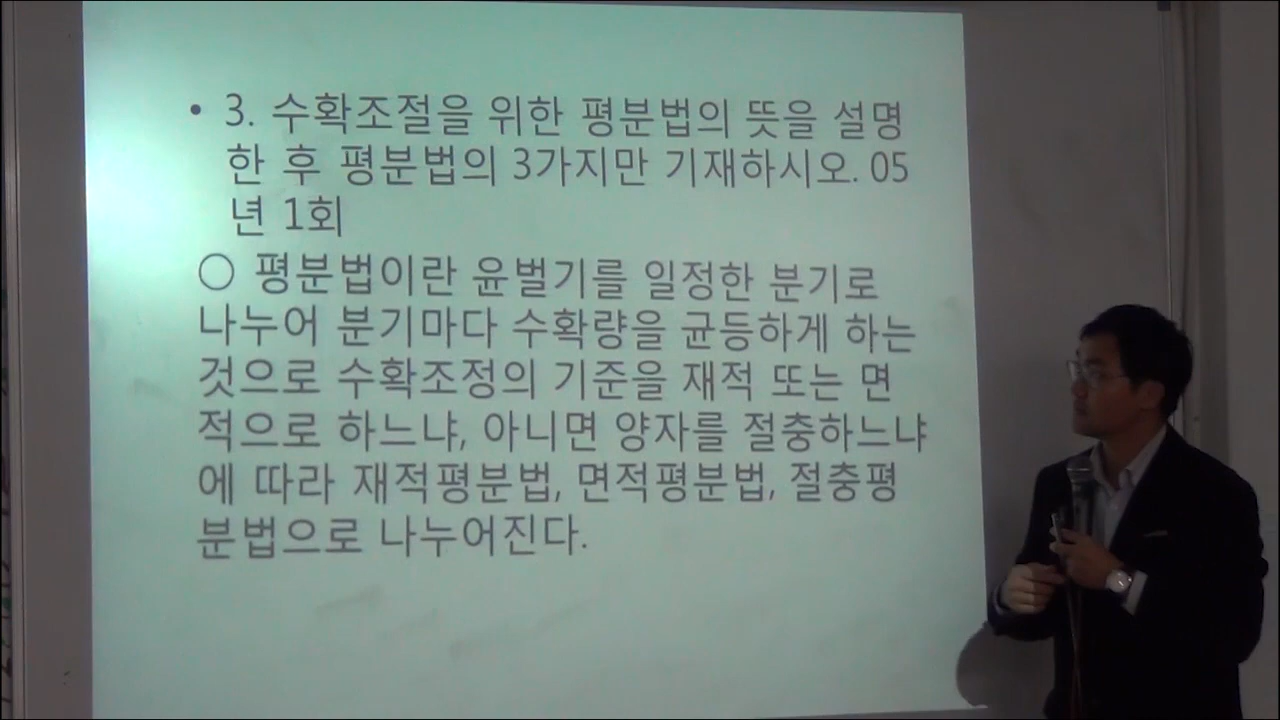 • 3. 수확조절을 위한 평분법의 뜻을 설명
한 후 평분법의 3가지만 기재하시오. 05
년 1회
○ 평분법이란 윤벌기를 일정한 분기로
나누어 분기마다 수확량을 균등하게 하는
것으로 수확조정의 기준을 재적 또는 면
적으로 하느냐, 아니면 양자를 절충하느냐
에 따라 재적평분법, 면적평분법, 절충평
분법으로 나누어진다.